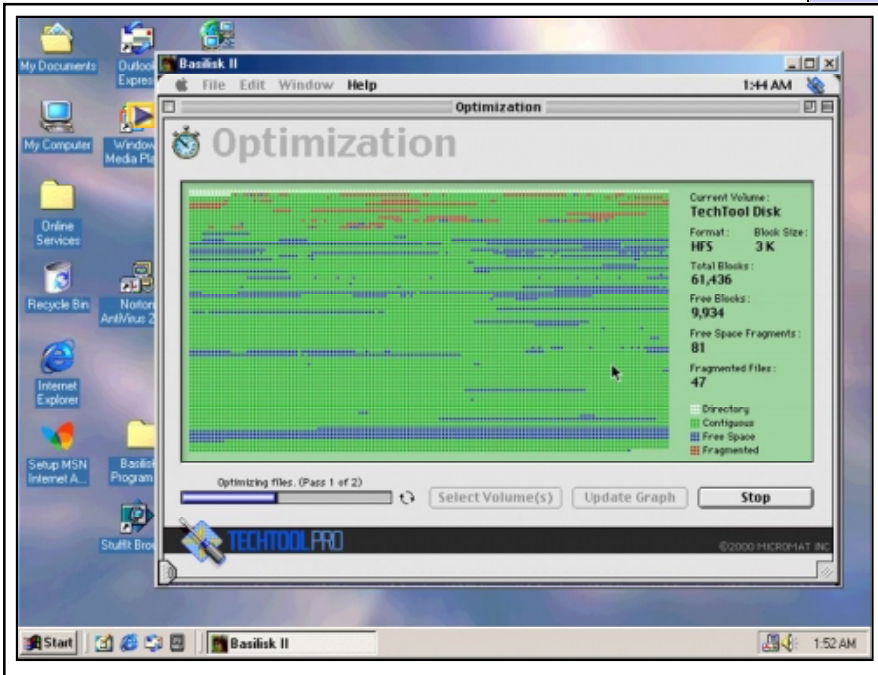 My Documents
Outlook
Express
My Computer
Window
Media Pla
Online
Services
Recycle Bin
Norton
AntiVirus 2
Internet
Explorer
Setup MSN
Internet A...
Basilisk
Program
StuffIt Brow
Basilisk II
File Edit Window Help
1:44 AM
Optimization
Optimization
Current Volume:
TechTool Disk
Format: Block Size:
HFS 3 K
Total Blocks:
61,436
Free Blocks:
9,934
Free Space Fragments:
81
Fragmented Files:
47
Directory
Contiguous
Free Space
Fragmented
Optimizing files. (Pass 1 of 2)
Select Volume(s)
Update Graph
Stop
TECHTOOL PRO
©2000 MICROMAT INC
Start
Basilisk II
1:52 AM